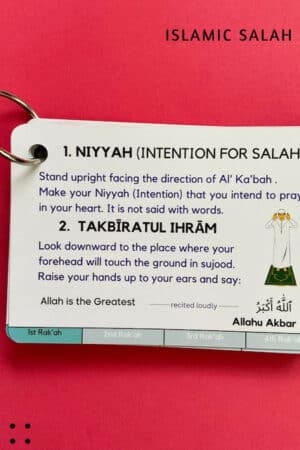 ISLAMIC SALAH
1. NIYYAH (INTENTION FOR SALAH
Stand upright facing the direction of Al' Ka'bah .
Make your Niyyah (Intention) that you intend to pray
in your heart. It is not said with words.
2. TAKBĪRATUL IHRĀM
Look downward to the place where your
forehead will touch the ground in sujood.
Raise your hands up to your ears and say:
Allah is the Greatest recited loudly اَللّٰهُ أَكْبَرُ
Allahu Akbar
1st Rak'ah 2nd Rak'ah 3rd Rak'ah 4th Rak'ah